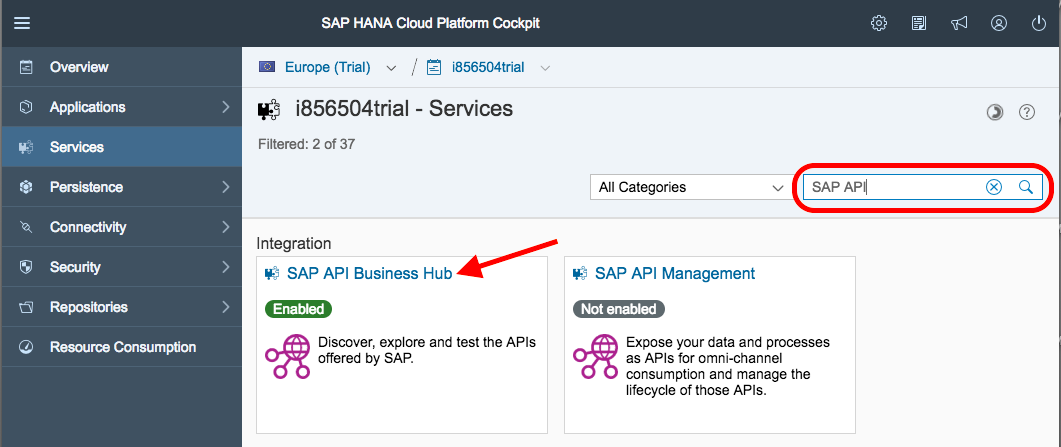 SAP HANA Cloud Platform Cockpit
Overview
Applications
Services
Persistence
Connectivity
Security
Repositories
Resource Consumption
Europe (Trial) / i856504trial
i856504trial - Services
Filtered: 2 of 37
All Categories
SAP API
Integration
SAP API Business Hub
Enabled
Discover, explore and test the APIs
offered by SAP.
SAP API Management
Not enabled
Expose your data and processes
as APIs for omni-channel
consumption and manage the
lifecycle of those APIs.